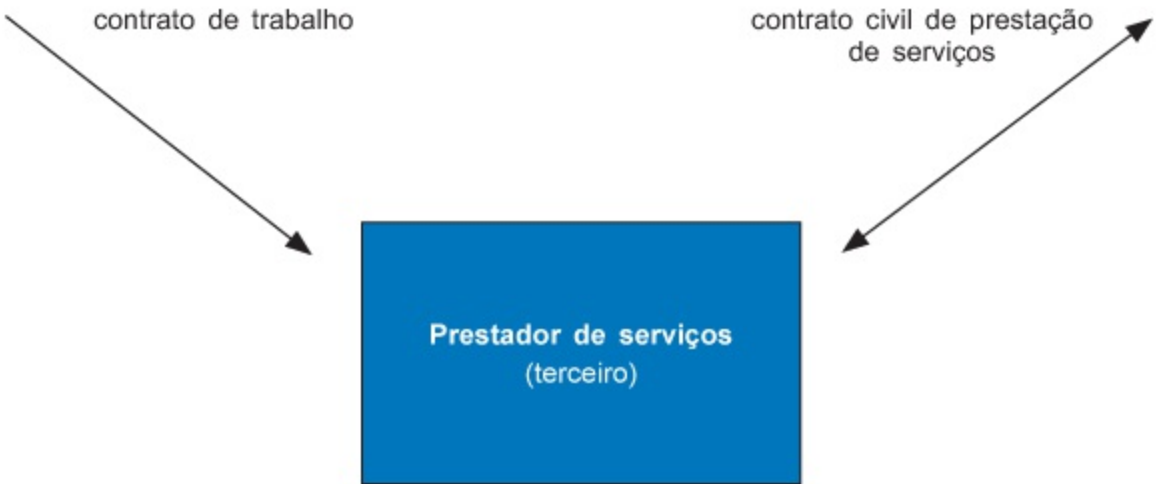 contrato de trabalho
contrato civil de prestação
de serviços
Prestador de serviços
(terceiro)